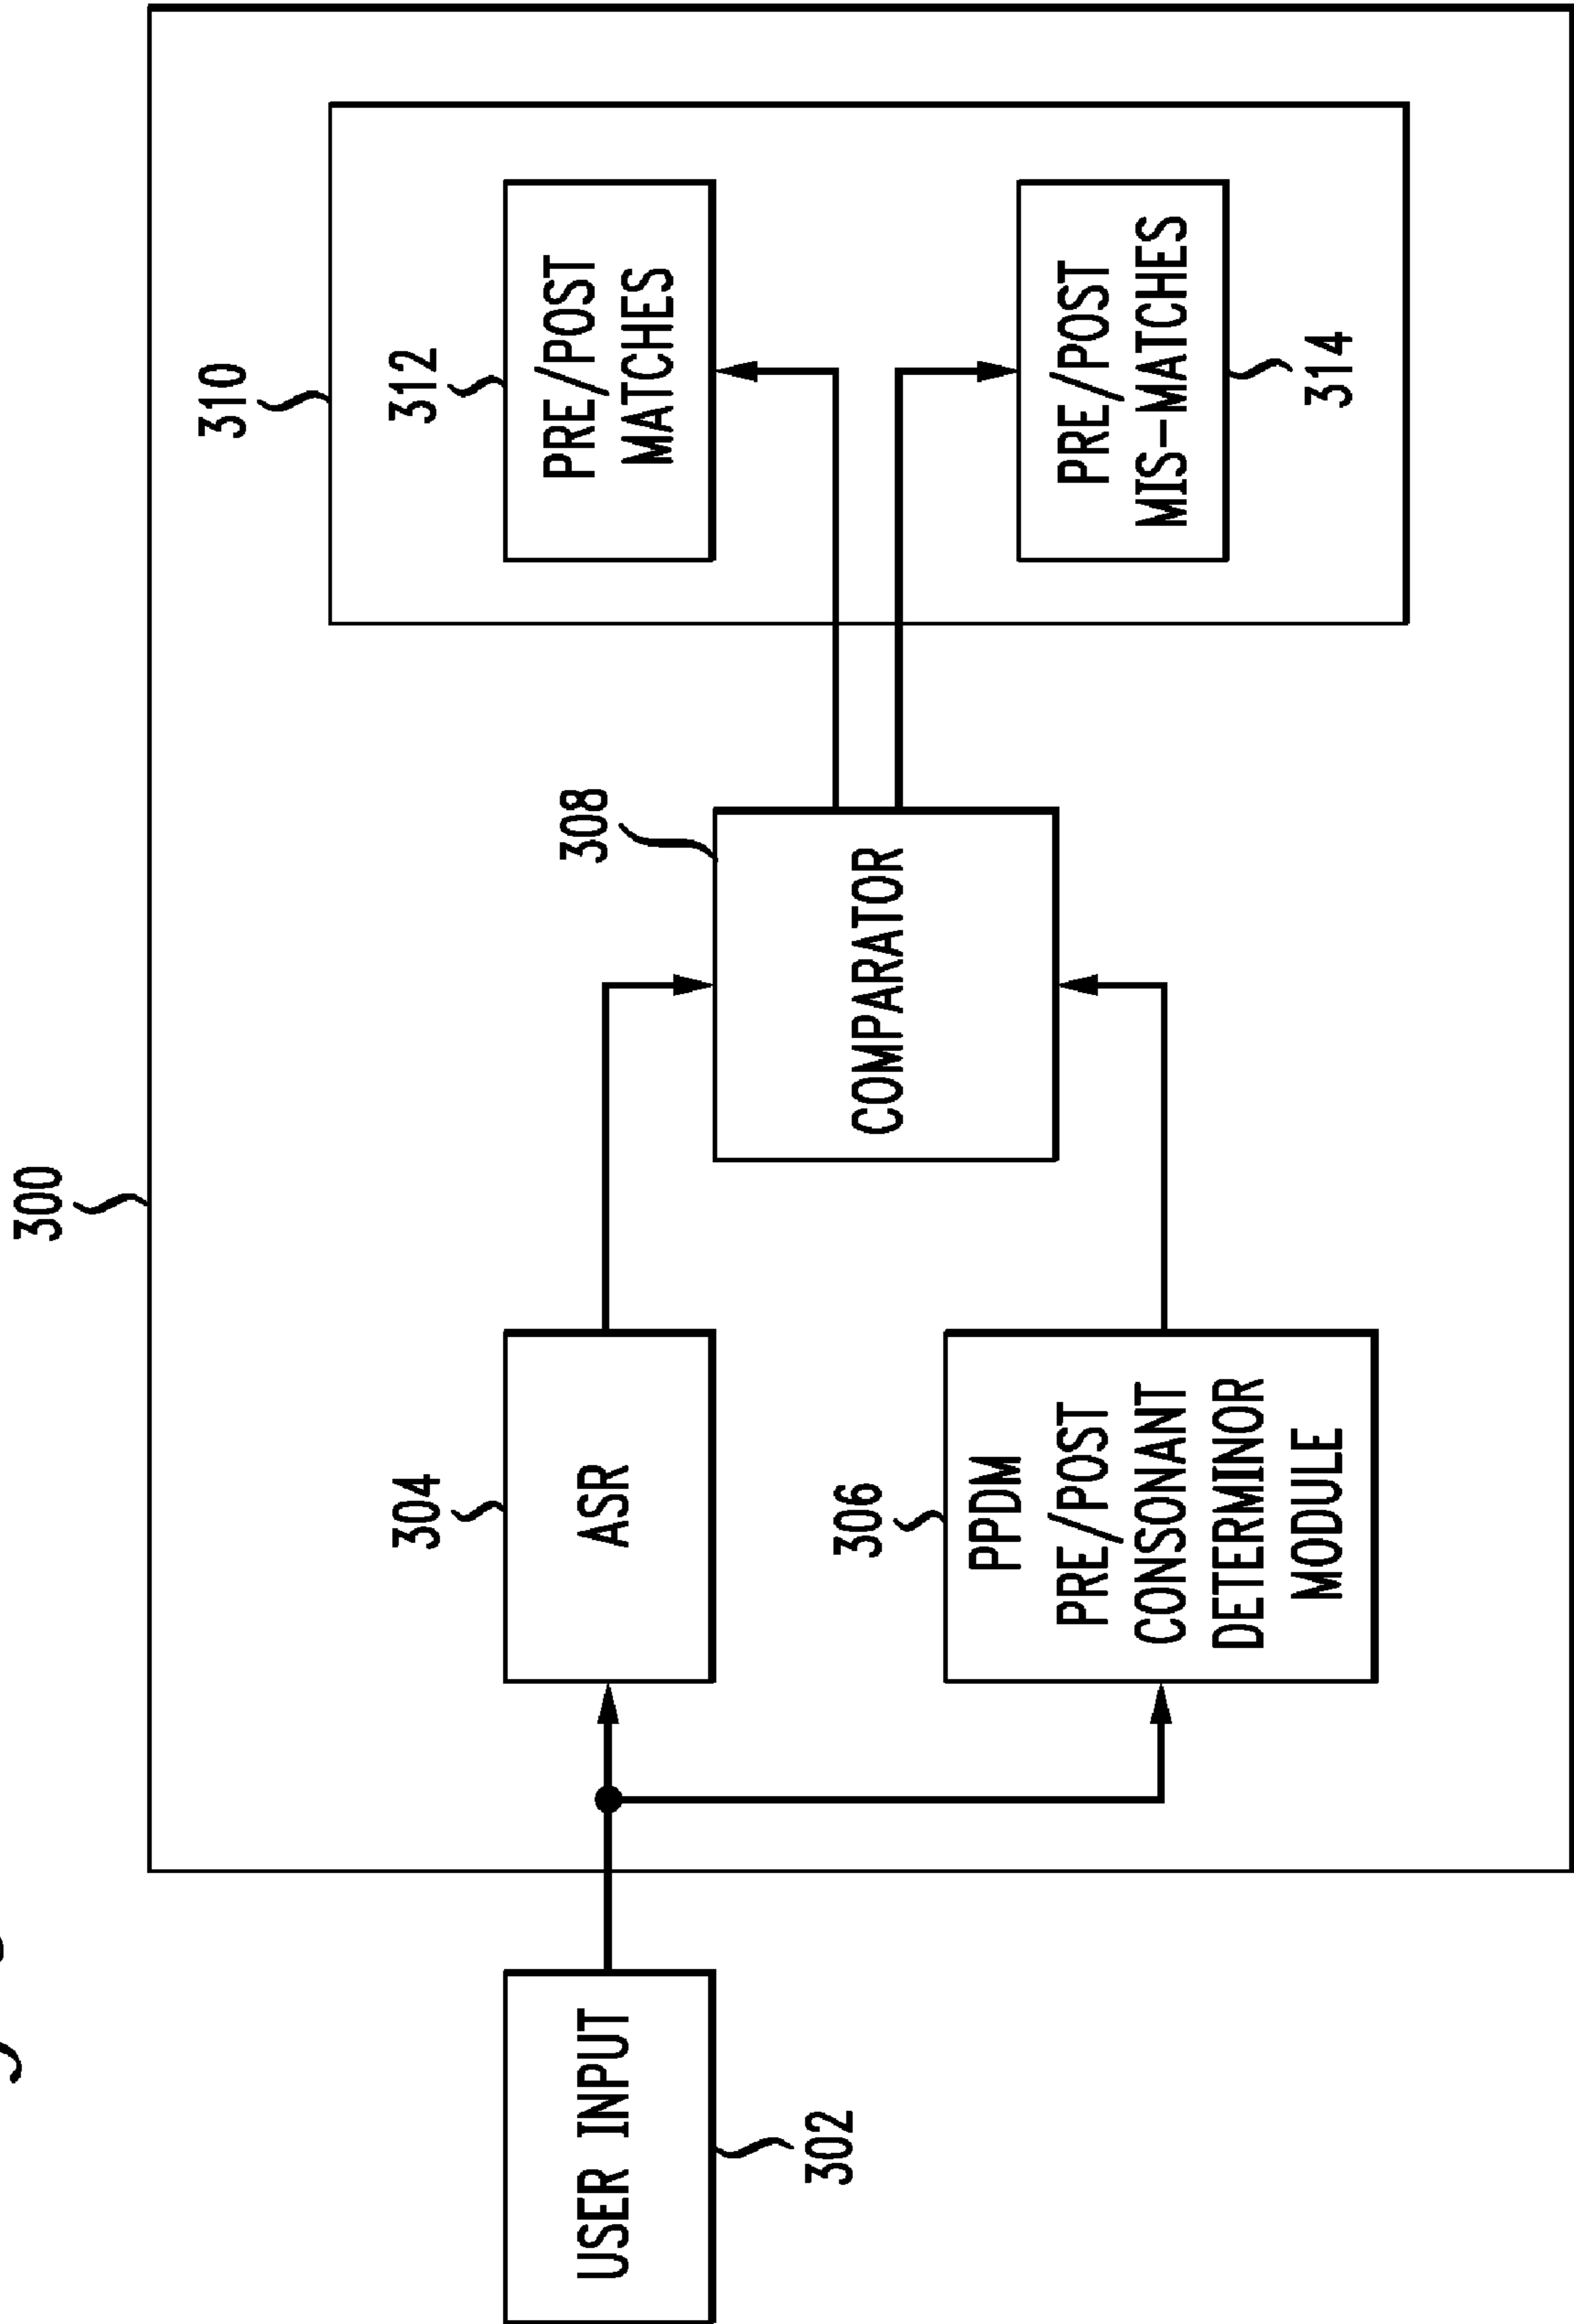 300
310
312
PRE/POST
MATCHES
308
304
ASR
USER INPUT
302
COMPARATOR
306
PPDM
PRE/POST
CONSONANT
DETERMINOR
MODULE
PRE/POST
MIS-MATCHES
314